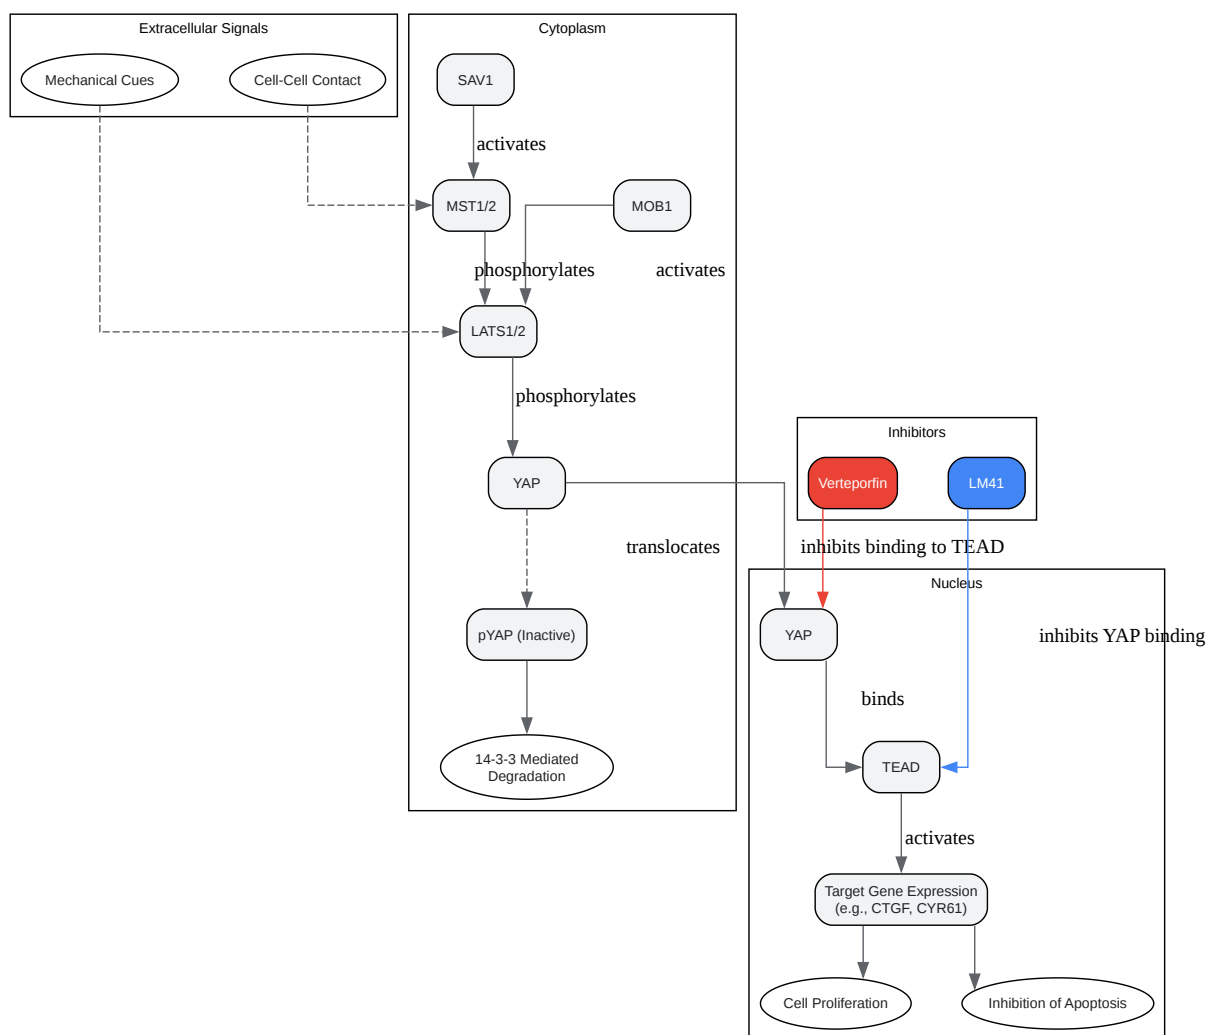 Extracellular Signals
Mechanical Cues
Cell-Cell Contact
Cytoplasm
SAV1
activates
MST1/2
MOB1
phosphorylates
activates
LATS1/2
phosphorylates
YAP
translocates
pYAP (Inactive)
14-3-3 Mediated
Degradation
Inhibitors
Verteporfin
LM41
inhibits binding to TEAD
Nucleus
YAP
inhibits YAP binding
binds
TEAD
activates
Target Gene Expression
(e.g., CTGF, CYR61)
Cell Proliferation
Inhibition of Apoptosis